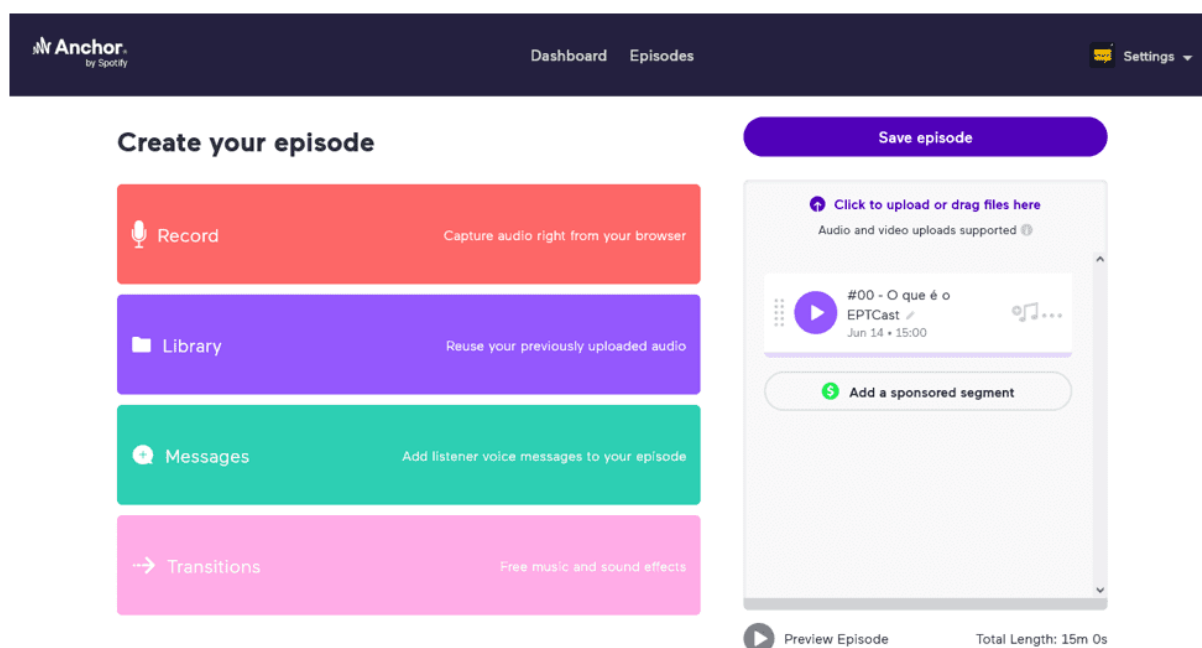 Anchor
by Spotify
Dashboard Episodes
Settings
Create your episode
Save episode
Record
Capture audio right from your browser
Library
Reuse your previously uploaded audio
Messages
Add listener voice messages to your episode
Transitions
Free music and sound effects
Click to upload or drag files here
Audio and video uploads supported
#00 - O que é o
EPTCast
Jun 14 • 15:00
Add a sponsored segment
Preview Episode
Total Length: 15m 0s